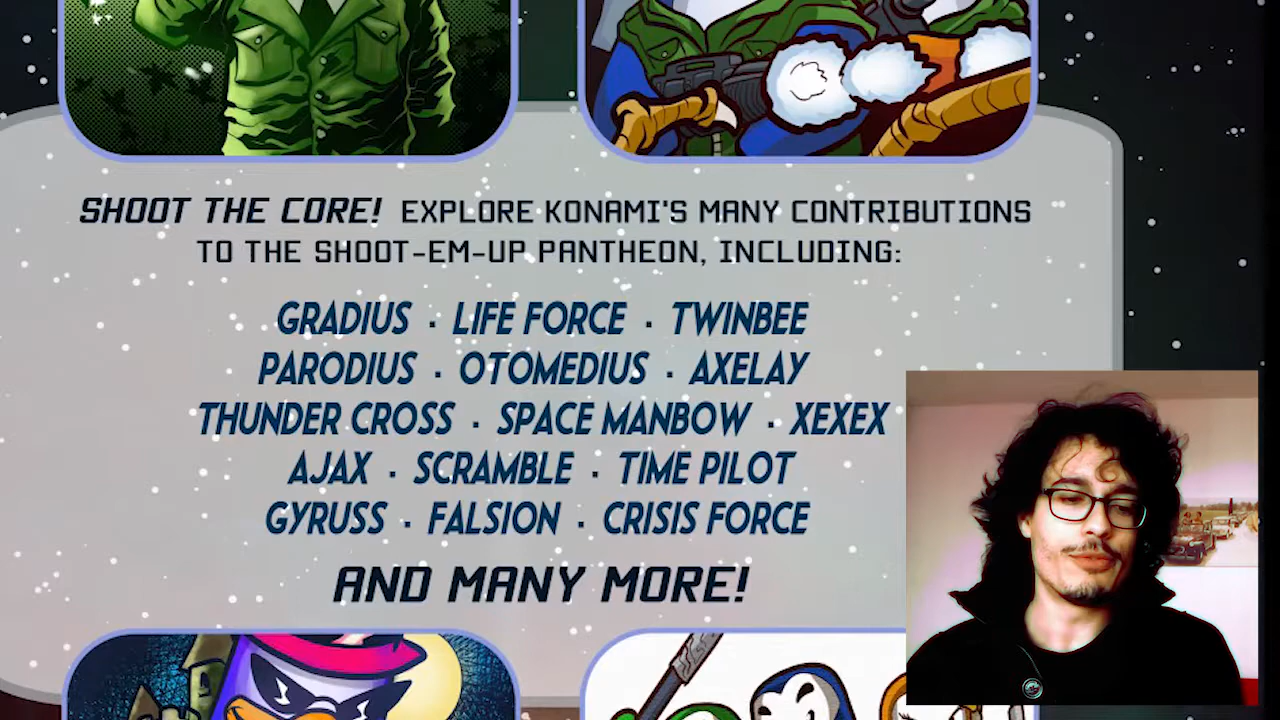 SHOOT THE CORE! EXPLORE KONAMI'S MANY CONTRIBUTIONS
TO THE SHOOT-EM-UP PANTHEON, INCLUDING:
GRADIUS · LIFE FORCE · TWINBEE
PARODIUS · OTOMEDIUS · AXELAY
THUNDER CROSS · SPACE MANBOW · XEXEX
AJAX · SCRAMBLE · TIME PILOT
GYRUSS · FALSION · CRISIS FORCE
AND MANY MORE!